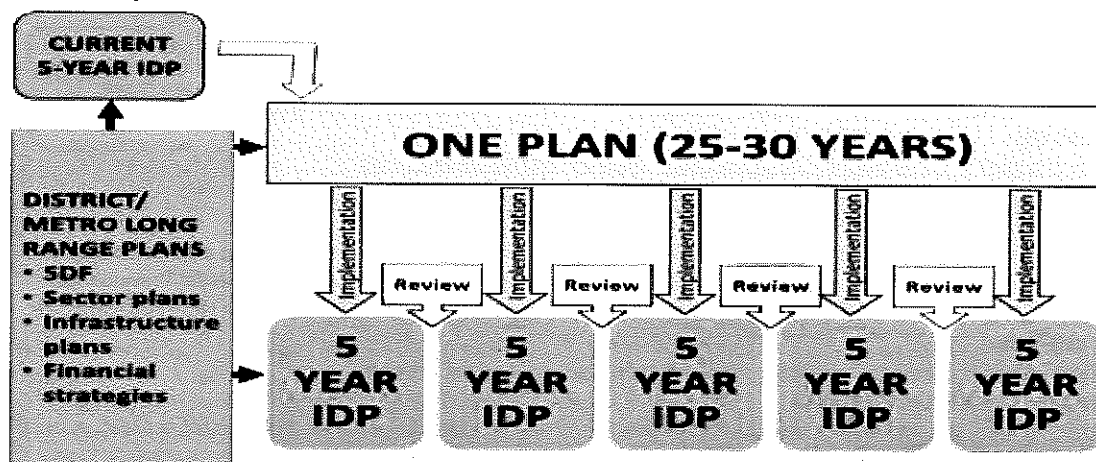 CURRENT
5-YEAR IDP
ONE PLAN (25-30 YEARS)
DISTRICT/
METRO LONG
RANGE PLANS
• SDF
• Sector plans
• Infrastructure
plans
• Financial
strategies
Implementation
Implementation
Implementation
Implementation
Implementation
Review
Review
Review
Review
5
YEAR
IDP
5
YEAR
IDP
5
YEAR
IDP
5
YEAR
IDP
5
YEAR
IDP